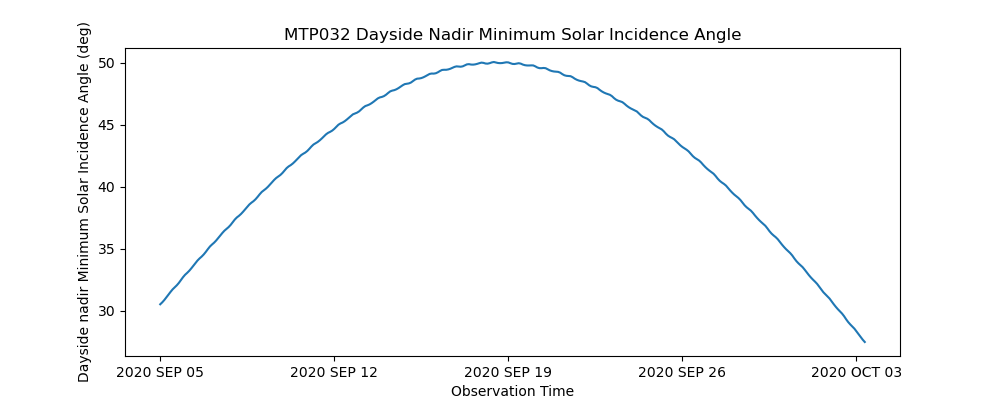 MTP032 Dayside Nadir Minimum Solar Incidence Angle
Dayside nadir Minimum Solar Incidence Angle (deg)
50
45
40
35
30
2020 SEP 05
2020 SEP 12
2020 SEP 19
2020 SEP 26
2020 OCT 03
Observation Time